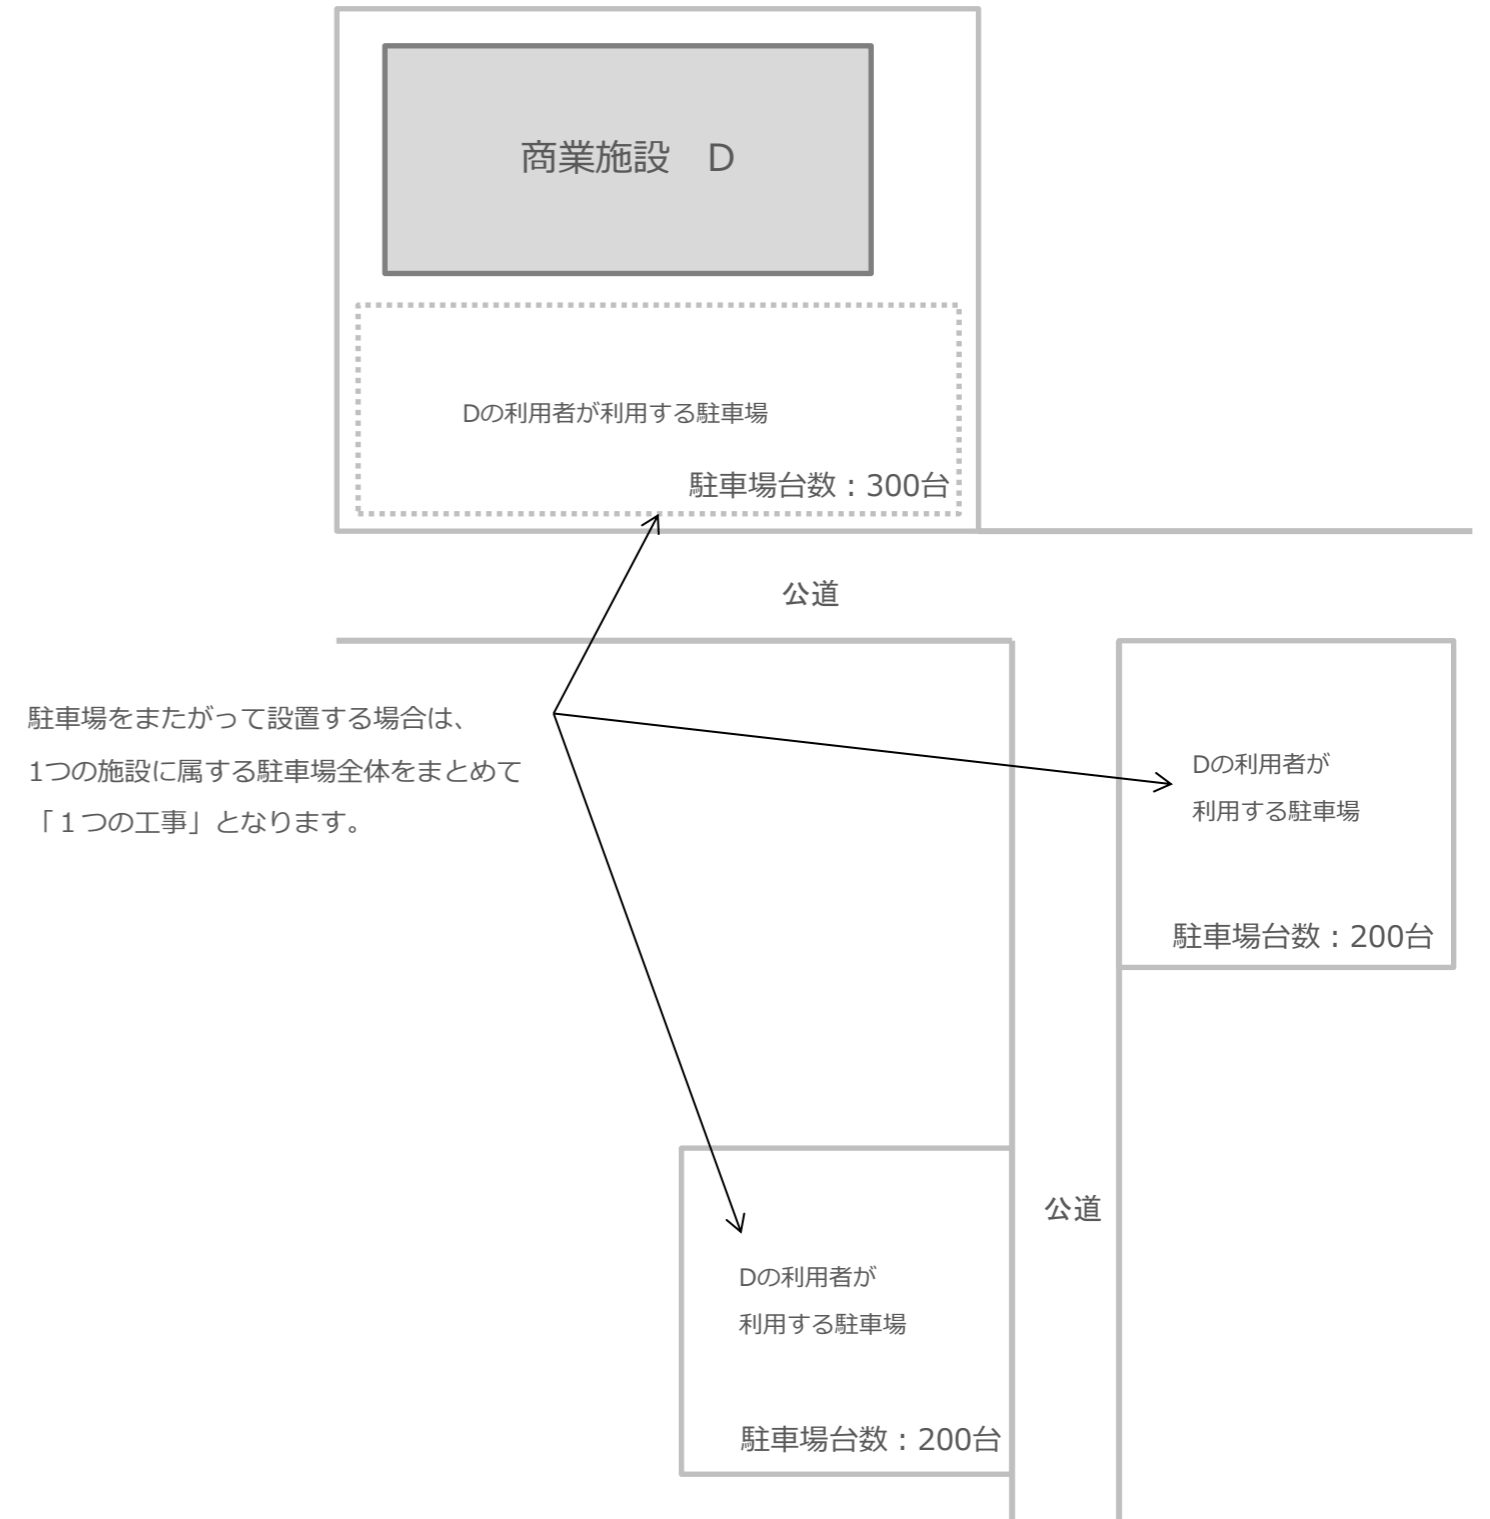 商業施設　D
Dの利用者が利用する駐車場
駐車場台数：300台
公道
駐車場をまたがって設置する場合は、
1つの施設に属する駐車場全体をまとめて
「１つの工事」となります。
Dの利用者が
利用する駐車場
駐車場台数：200台
公道
Dの利用者が
利用する駐車場
駐車場台数：200台